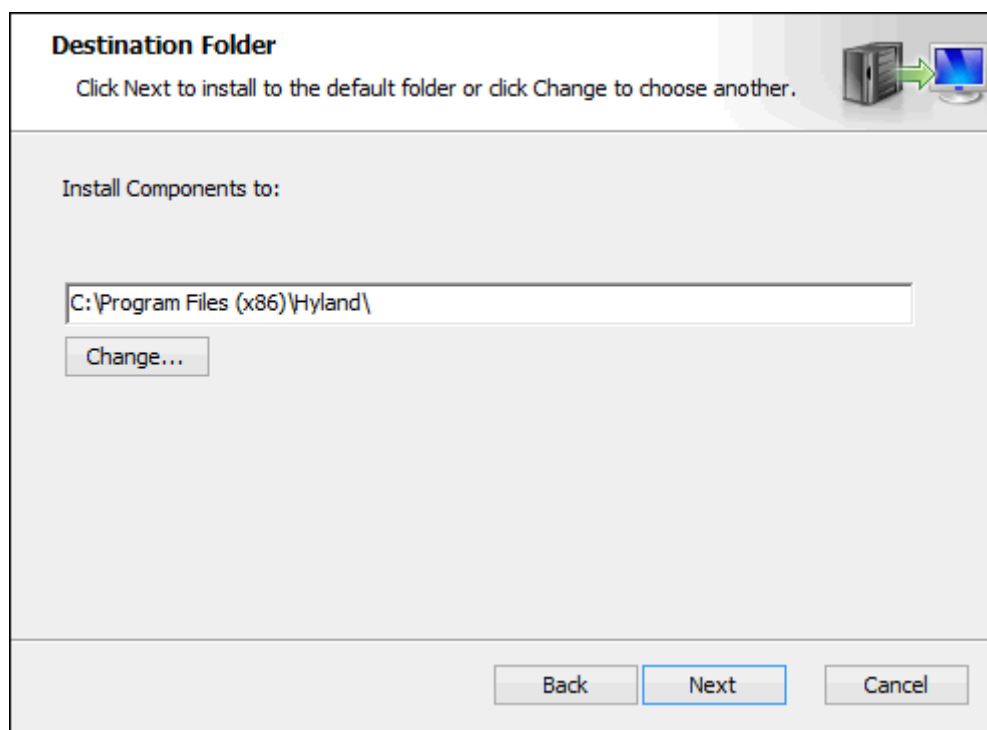 Destination Folder
Click Next to install to the default folder or click Change to choose another.
Install Components to:
C:\Program Files (x86)\Hyland\
Change...
Back Next Cancel